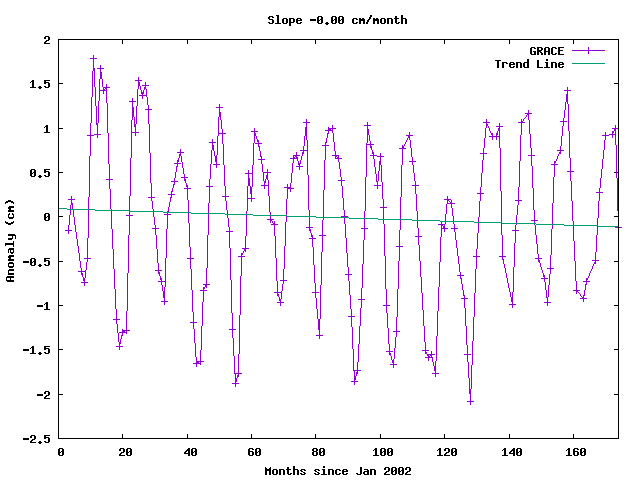 Slope -0.00 cm/month
GRACE
Trend Line
2
1.5
1
0.5
0
-0.5
-1
-1.5
-2
-2.5
Anomaly (cm)
0 20 40 60 80 100 120 140 160
Months since Jan 2002